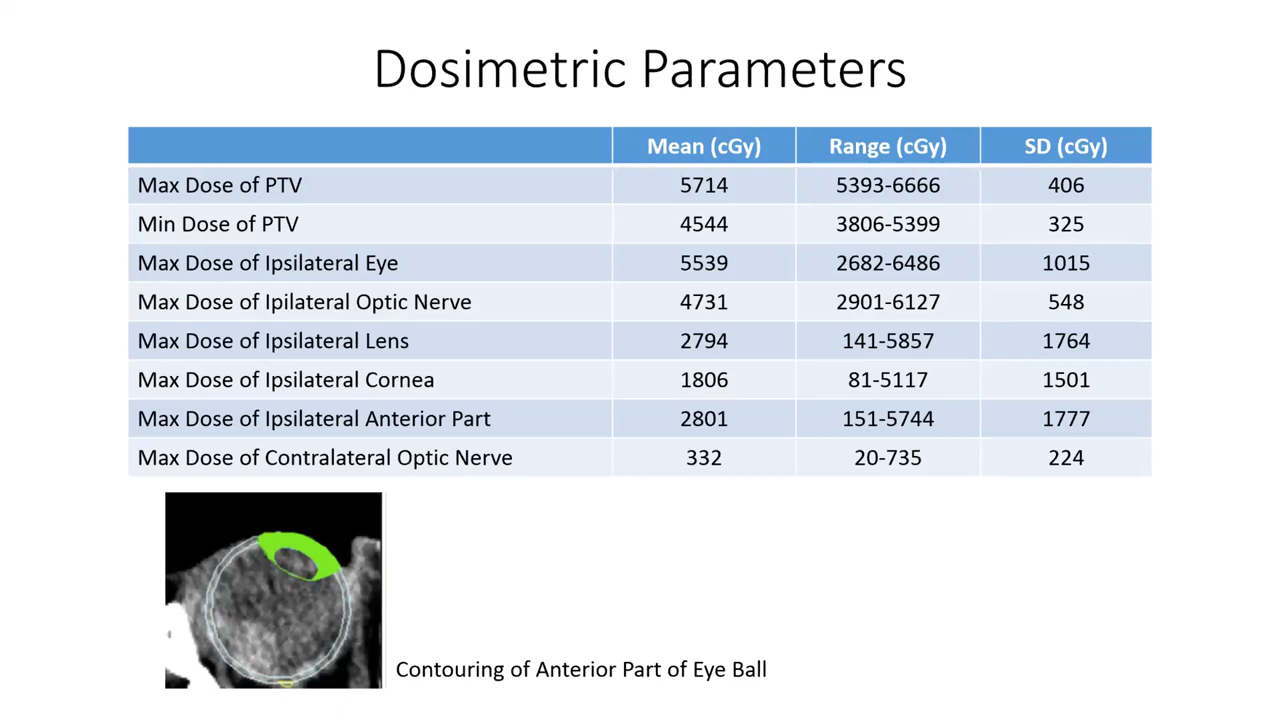 Dosimetric Parameters
Mean (cGy) Range (cGy) SD (cGy)
Max Dose of PTV 5714 5393-6666 406
Min Dose of PTV 4544 3806-5399 325
Max Dose of Ipsilateral Eye 5539 2682-6486 1015
Max Dose of Ipilateral Optic Nerve 4731 2901-6127 548
Max Dose of Ipsilateral Lens 2794 141-5857 1764
Max Dose of Ipsilateral Cornea 1806 81-5117 1501
Max Dose of Ipsilateral Anterior Part 2801 151-5744 1777
Max Dose of Contralateral Optic Nerve 332 20-735 224
Contouring of Anterior Part of Eye Ball